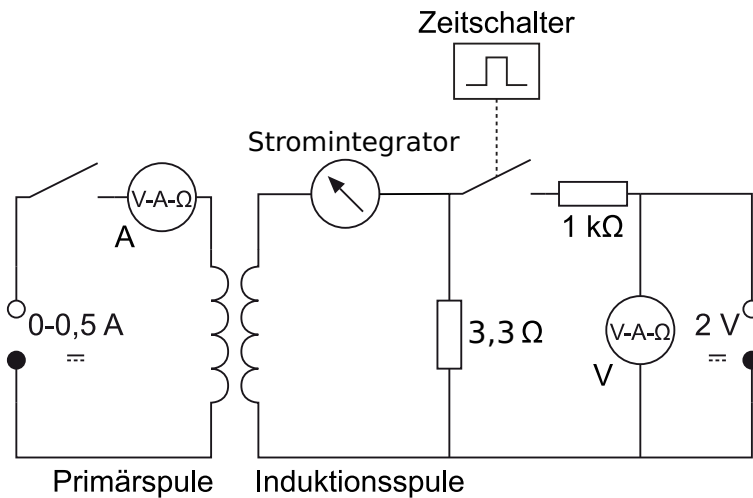 Zeitschalter
Stromintegrator
V-A-Ω
A
1 kΩ
0-0,5 A
3,3 Ω
V-A-Ω
V
2 V
Primärspule
Induktionsspule